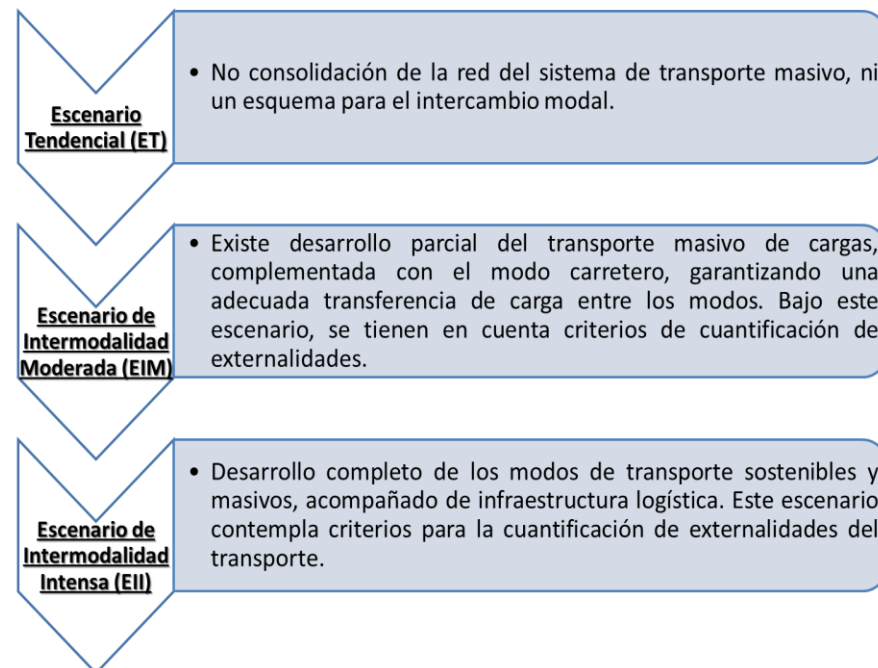 Escenario
Tendencial (ET)
• No consolidación de la red del sistema de transporte masivo, ni
un esquema para el intercambio modal.
Escenario de
Intermodalidad
Moderada (EIM)
• Existe desarrollo parcial del transporte masivo de cargas,
complementada con el modo carretero, garantizando una
adecuada transferencia de carga entre los modos. Bajo este
escenario, se tienen en cuenta criterios de cuantificación de
externalidades.
Escenario de
Intermodalidad
Intensa (EII)
• Desarrollo completo de los modos de transporte sostenibles y
masivos, acompañado de infraestructura logística. Este escenario
contempla criterios para la cuantificación de externalidades del
transporte.